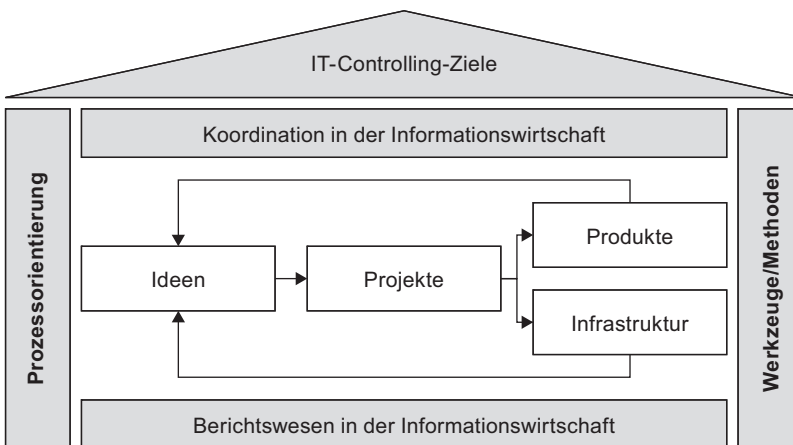 IT-Controlling-Ziele
Koordination in der Informationswirtschaft
Prozessorientierung
Ideen
Projekte
Produkte
Infrastruktur
Werkzeuge/Methoden
Berichtswesen in der Informationswirtschaft